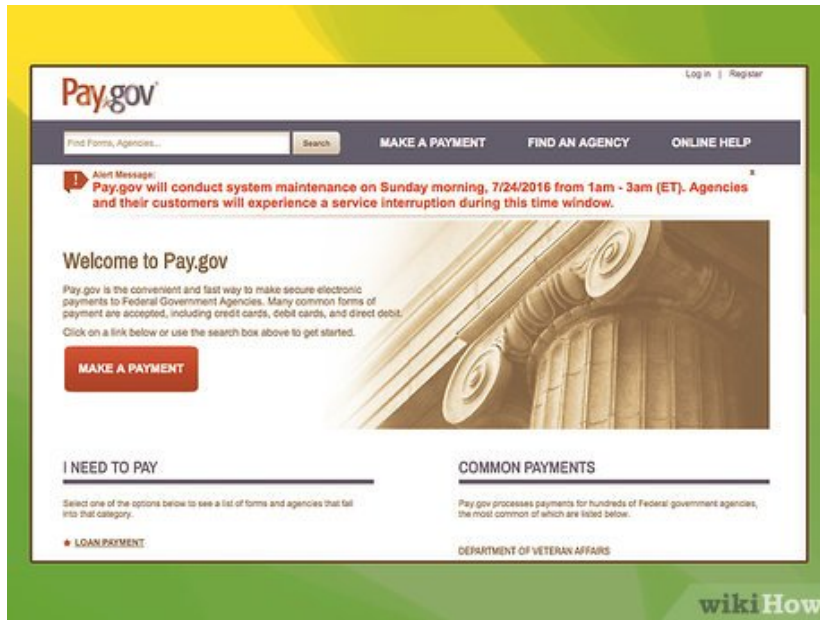 Log in | Register
Pay.gov
Find Forms, Agencies...
Search
MAKE A PAYMENT
FIND AN AGENCY
ONLINE HELP
Alert Message:
x
Pay.gov will conduct system maintenance on Sunday morning, 7/24/2016 from 1am - 3am (ET). Agencies
and their customers will experience a service interruption during this time window.
Welcome to Pay.gov
Pay.gov is the convenient and fast way to make secure electronic
payments to Federal Government Agencies. Many common forms of
payment are accepted, including credit cards, debit cards, and direct debit.
Click on a link below or use the search box above to get started.
MAKE A PAYMENT
I NEED TO PAY
Select one of the options below to see a list of forms and agencies that fall
into that category.
LOAN PAYMENT
COMMON PAYMENTS
Pay.gov processes payments for hundreds of Federal government agencies,
the most common of which are listed below.
DEPARTMENT OF VETERAN AFFAIRS
wikiHow